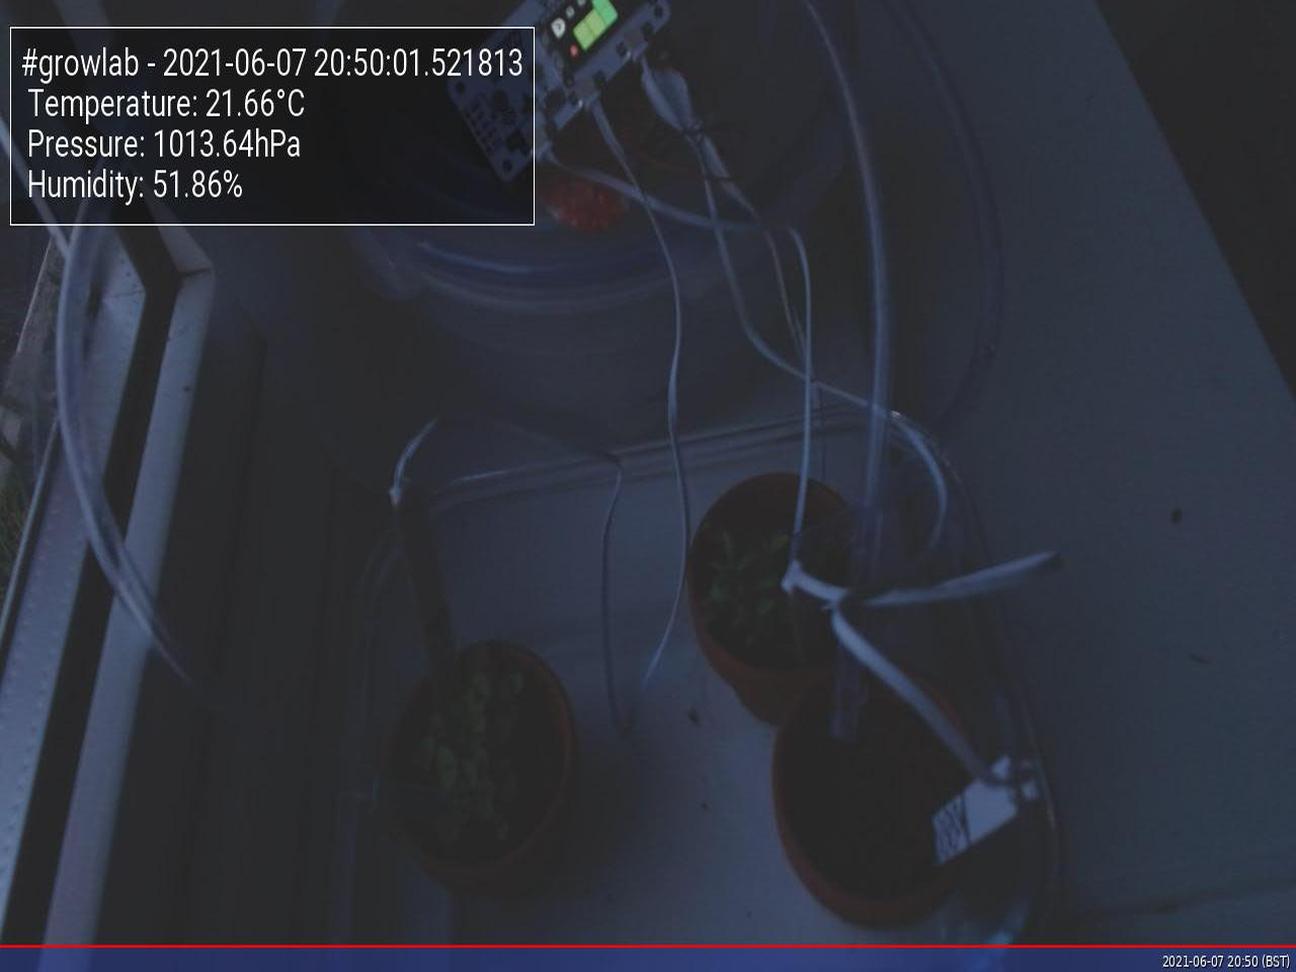 #growlab - 2021-06-07 20:50:01.521813
Temperature: 21.66°C
Pressure: 1013.64hPa
Humidity: 51.86%
2021-06-07 20:50 (BST)